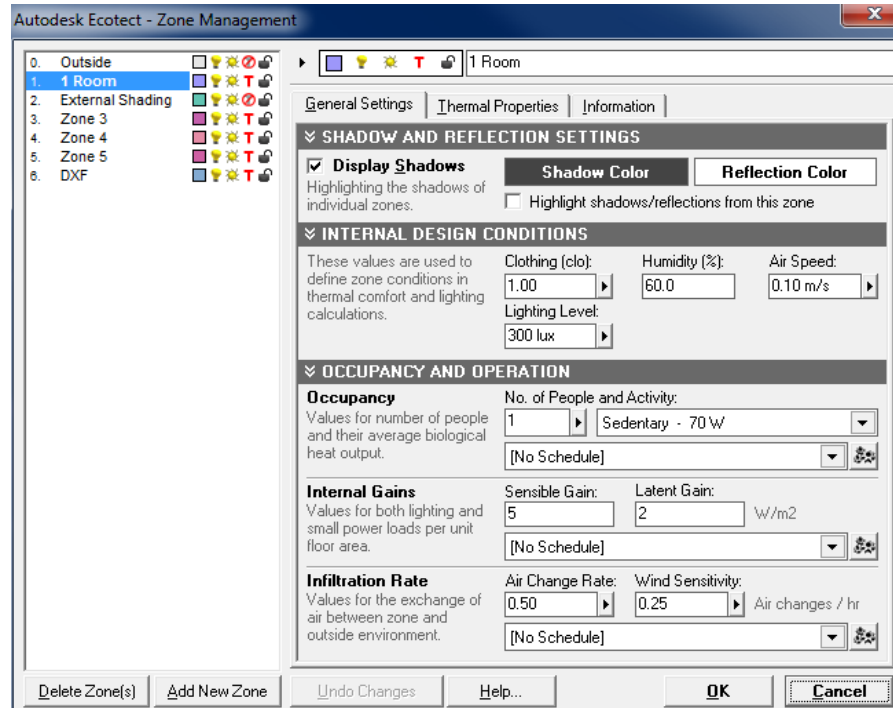 Autodesk Ecotect - Zone Management
x
0. Outside
1. 1 Room T
2. External Shading
3. Zone 3 T
4. Zone 4 T
5. Zone 5 T
6. DXF T
T 1 Room
General Settings Thermal Properties Information
SHADOW AND REFLECTION SETTINGS
Display Shadows
Highlighting the shadows of
individual zones.
Shadow Color Reflection Color
Highlight shadows/reflections from this zone
INTERNAL DESIGN CONDITIONS
These values are used to
define zone conditions in
thermal comfort and lighting
calculations.
Clothing (clo): Humidity (%): Air Speed:
1.00 60.0 0.10 m/s
Lighting Level:
300 lux
OCCUPANCY AND OPERATION
Occupancy
Values for number of people
and their average biological
heat output.
No. of People and Activity:
1 Sedentary - 70 W
[No Schedule]
Internal Gains
Values for both lighting and
small power loads per unit
floor area.
Sensible Gain: Latent Gain:
5 2 W/m2
[No Schedule]
Infiltration Rate
Values for the exchange of
air between zone and
outside environment.
Air Change Rate: Wind Sensitivity:
0.50 0.25 Air changes / hr
[No Schedule]
Delete Zone(s) Add New Zone Undo Changes Help... OK Cancel